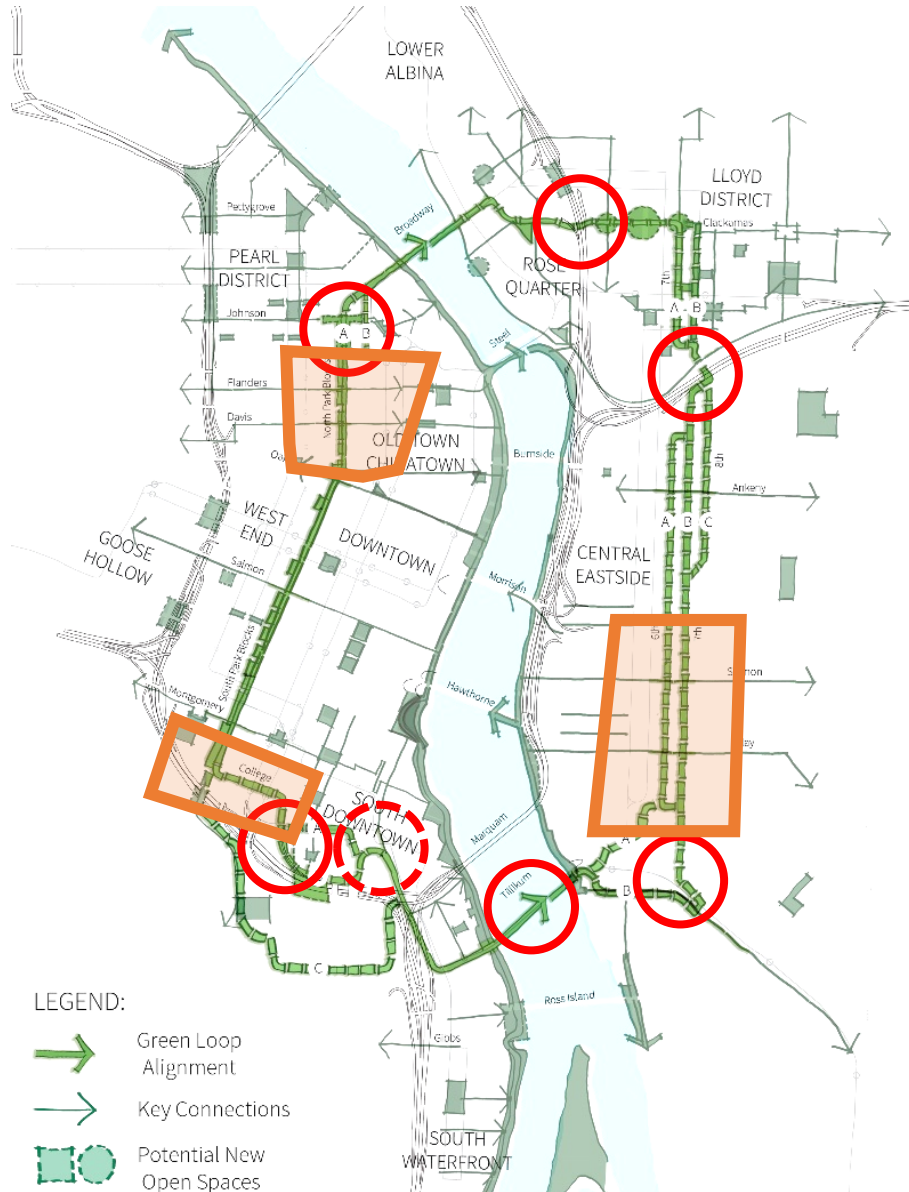 LOWER
ALBINA
LLOYD
DISTRICT
Pettygrove
Broadway
Clackamas
PEARL
DISTRICT
ROSE
QUARTER
7th
Johnson
A
B
A
B
Steel
Flanders
North Park Blocks
Davis
OLD TOWN
CHINATOWN
Burnside
8th
Ankeny
WEST
END
DOWNTOWN
A
B
C
GOOSE
HOLLOW
Salmon
CENTRAL
EASTSIDE
Morrison
6th
South Park Blocks
Salmon
Montgomery
Hawthorne
College
SOUTH
DOWNTOWN
A
Marquam
A
Tillikum
B
C
Ross Island
Gibbs
LEGEND:
Green Loop
Alignment
Key Connections
Potential New
Open Spaces
SOUTH
WATERFRONT